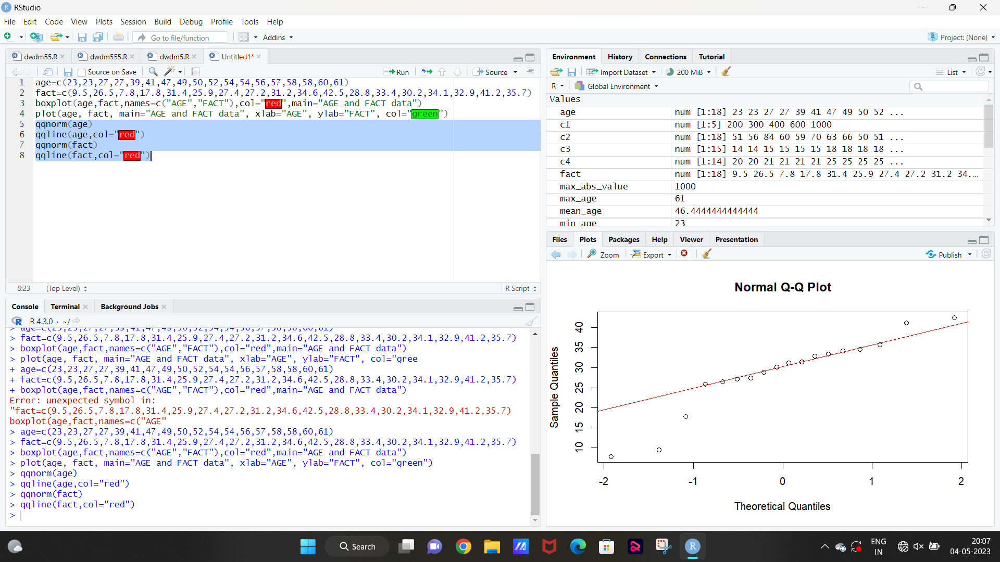 RStudio
File Edit Code View Plots Session Build Debug Profile Tools Help
Go to file/function Addins Project: (None)
dwdm55.R dwdm555.R dwdm5.R Untitled1*
Source on Save Run Source
1 age=c(23,23,27,27,39,41,47,49,50,52,54,54,56,57,58,58,60,61)
2 fact=c(9.5,26.5,7.8,17.8,31.4,25.9,27.4,27.2,31.2,34.6,42.5,28.8,33.4,30.2,34.1,32.9,41.2,35.7)
3 boxplot(age,fact,names=c("AGE","FACT"),col="red",main="AGE and FACT data")
4 plot(age, fact, main="AGE and FACT data", xlab="AGE", ylab="FACT", col="green")
5 qqnorm(age)
6 qqline(age,col="red")
7 qqnorm(fact)
8 qqline(fact,col="red")
8:23 (Top Level) R Script
Console Terminal Background Jobs
R 4.3.0 · ~/
> age=c(23,23,27,27,39,41,47,49,50,52,54,54,56,57,58,58,60,61)
> fact=c(9.5,26.5,7.8,17.8,31.4,25.9,27.4,27.2,31.2,34.6,42.5,28.8,33.4,30.2,34.1,32.9,41.2,35.7)
> boxplot(age,fact,names=c("AGE","FACT"),col="red",main="AGE and FACT data")
> plot(age, fact, main="AGE and FACT data", xlab="AGE", ylab="FACT", col="gree
+ age=c(23,23,27,27,39,41,47,49,50,52,54,54,56,57,58,58,60,61)
+ fact=c(9.5,26.5,7.8,17.8,31.4,25.9,27.4,27.2,31.2,34.6,42.5,28.8,33.4,30.2,34.1,32.9,41.2,35.7)
+ boxplot(age,fact,names=c("AGE","FACT"),col="red",main="AGE and FACT data")
Error: unexpected symbol in:
"fact=c(9.5,26.5,7.8,17.8,31.4,25.9,27.4,27.2,31.2,34.6,42.5,28.8,33.4,30.2,34.1,32.9,41.2,35.7)
boxplot(age,fact,names=c("AGE"
> age=c(23,23,27,27,39,41,47,49,50,52,54,54,56,57,58,58,60,61)
> fact=c(9.5,26.5,7.8,17.8,31.4,25.9,27.4,27.2,31.2,34.6,42.5,28.8,33.4,30.2,34.1,32.9,41.2,35.7)
> boxplot(age,fact,names=c("AGE","FACT"),col="red",main="AGE and FACT data")
> plot(age, fact, main="AGE and FACT data", xlab="AGE", ylab="FACT", col="green")
> qqnorm(age)
> qqline(age,col="red")
> qqnorm(fact)
> qqline(fact,col="red")
>
Environment History Connections Tutorial
Import Dataset 200 MiB List
R Global Environment
Values
age num [1:18] 23 23 27 27 39 41 47 49 50 52 ...
c1 num [1:5] 200 300 400 600 1000
c2 num [1:18] 51 56 84 60 59 70 63 66 50 51 ...
c3 num [1:15] 14 14 15 15 15 15 18 18 18 18 ...
c4 num [1:14] 20 20 21 21 21 21 25 25 25 25 ...
fact num [1:18] 9.5 26.5 7.8 17.8 31.4 25.9 27.4 27.2 31.2 34.…
max_abs_value 1000
max_age 61
mean_age 46.4444444444444
min_age 23
Files Plots Packages Help Viewer Presentation
Zoom Export Publish
Normal Q-Q Plot
Sample Quantiles
40
35
30
25
20
15
10
-2 -1 0 1 2
Theoretical Quantiles
Search
ENG
IN
20:07
04-05-2023